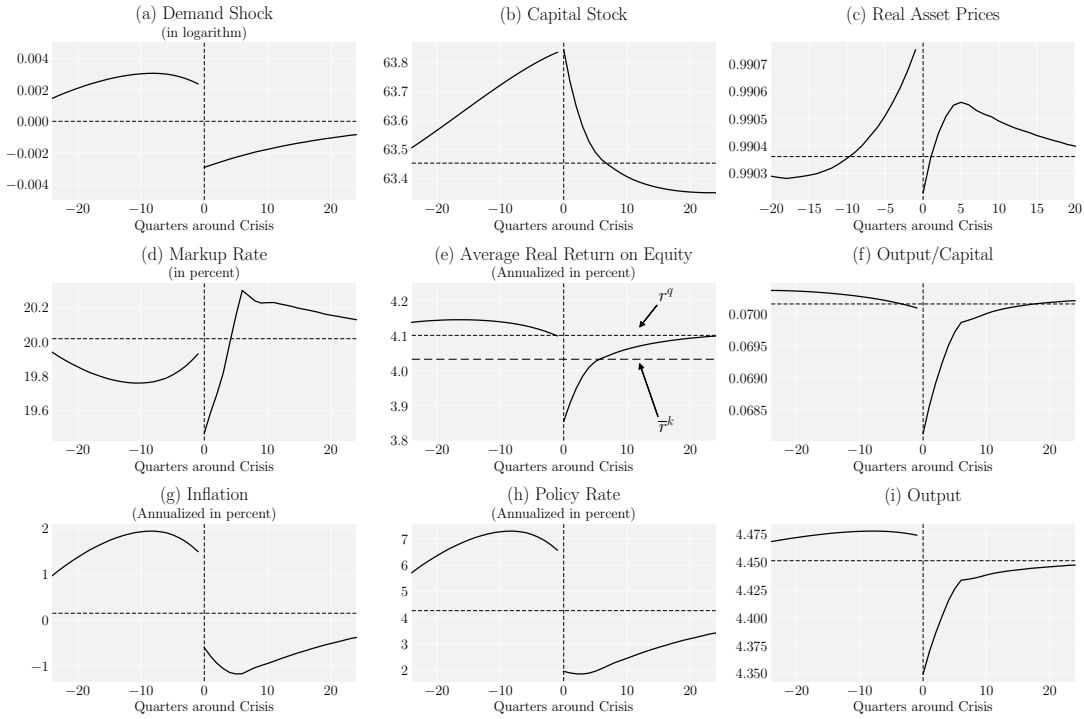 (a) Demand Shock
(in logarithm)
0.004
0.002
0.000
−0.002
−0.004
−20 −10 0 10 20
Quarters around Crisis
(b) Capital Stock
63.8
63.7
63.6
63.5
63.4
−20 −10 0 10 20
Quarters around Crisis
(c) Real Asset Prices
0.9907
0.9906
0.9905
0.9904
0.9903
−20 −15 −10 −5 0 5 10 15 20
Quarters around Crisis
(d) Markup Rate
(in percent)
20.2
20.0
19.8
19.6
−20 −10 0 10 20
Quarters around Crisis
(e) Average Real Return on Equity
(Annualized in percent)
4.2
4.1
4.0
3.9
3.8
r^q
r̅^k
−20 −10 0 10 20
Quarters around Crisis
(f) Output/Capital
0.0700
0.0695
0.0690
0.0685
−20 −10 0 10 20
Quarters around Crisis
(g) Inflation
(Annualized in percent)
2
1
0
−1
−20 −10 0 10 20
Quarters around Crisis
(h) Policy Rate
(Annualized in percent)
7
6
5
4
3
2
−20 −10 0 10 20
Quarters around Crisis
(i) Output
4.475
4.450
4.425
4.400
4.375
4.350
−20 −10 0 10 20
Quarters around Crisis